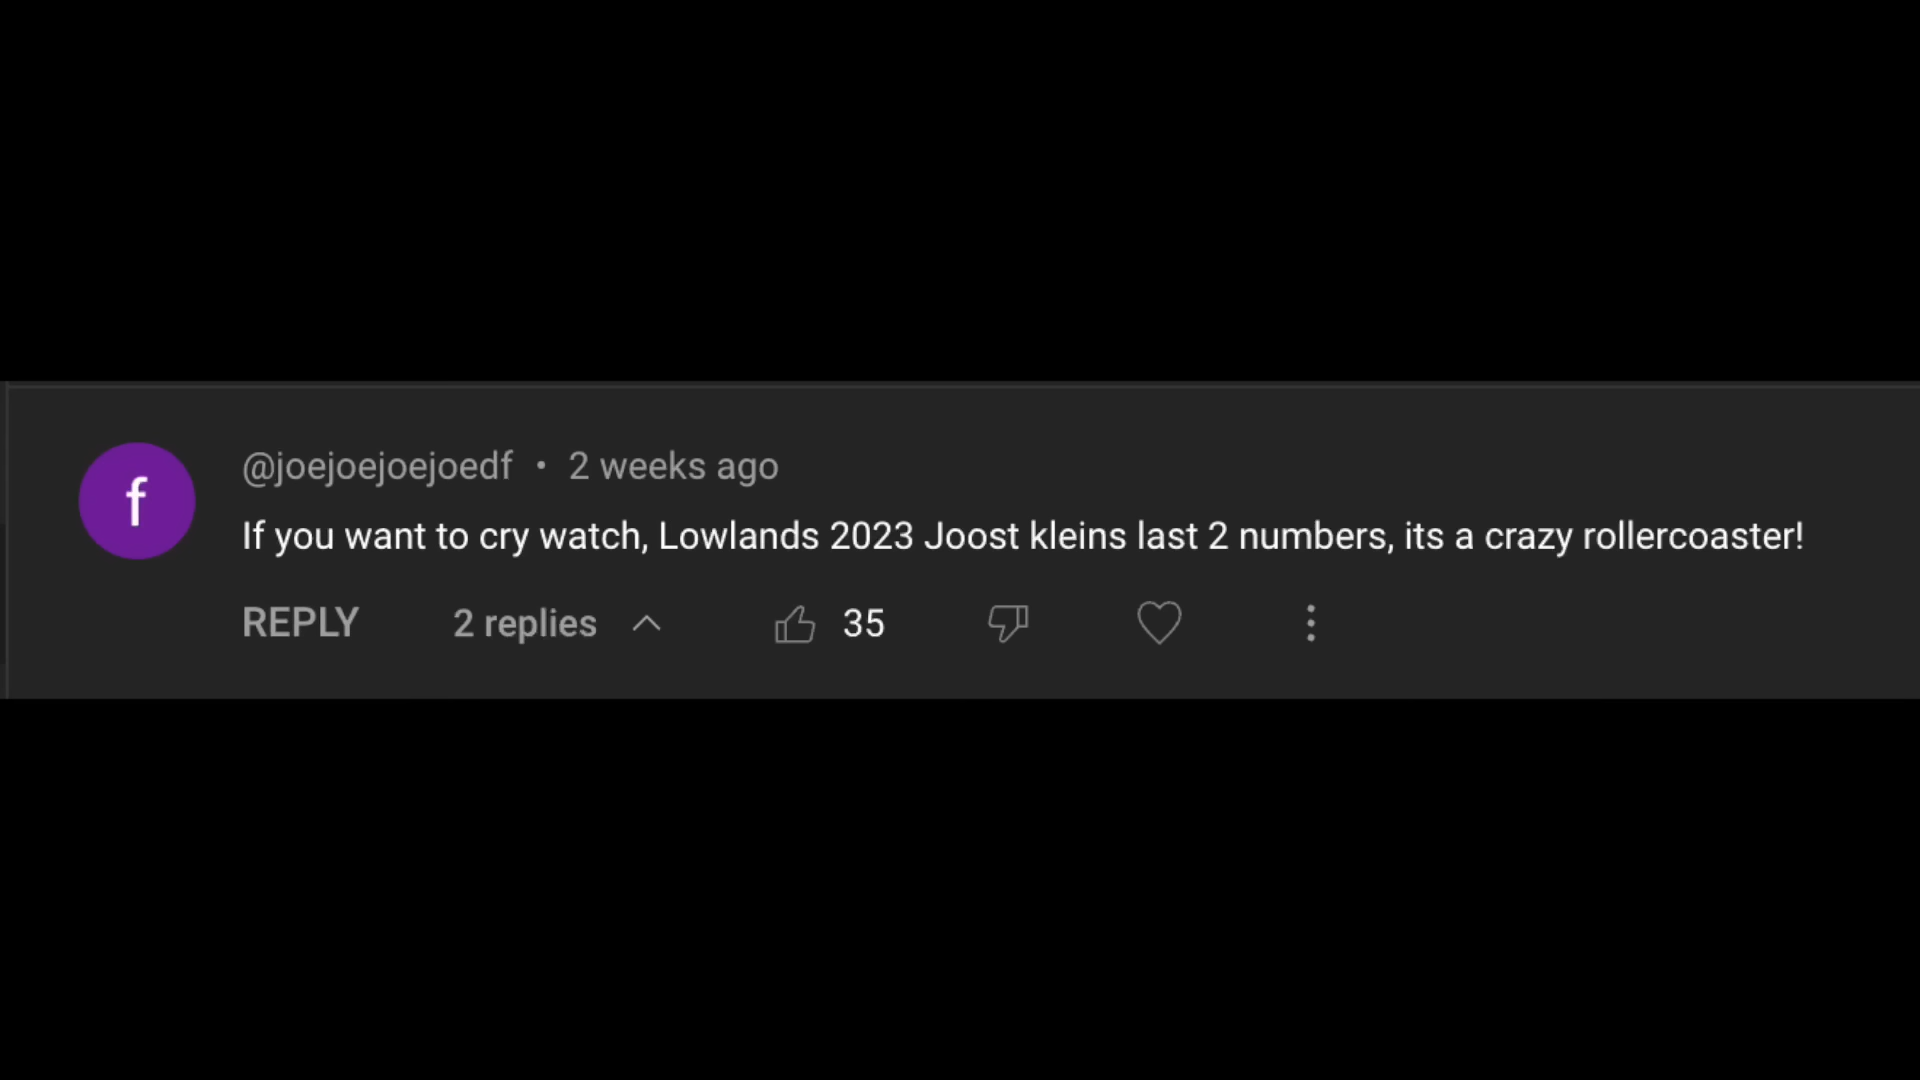 f
@joejoejoejoedf • 2 weeks ago
If you want to cry watch, Lowlands 2023 Joost kleins last 2 numbers, its a crazy rollercoaster!
REPLY 2 replies 35